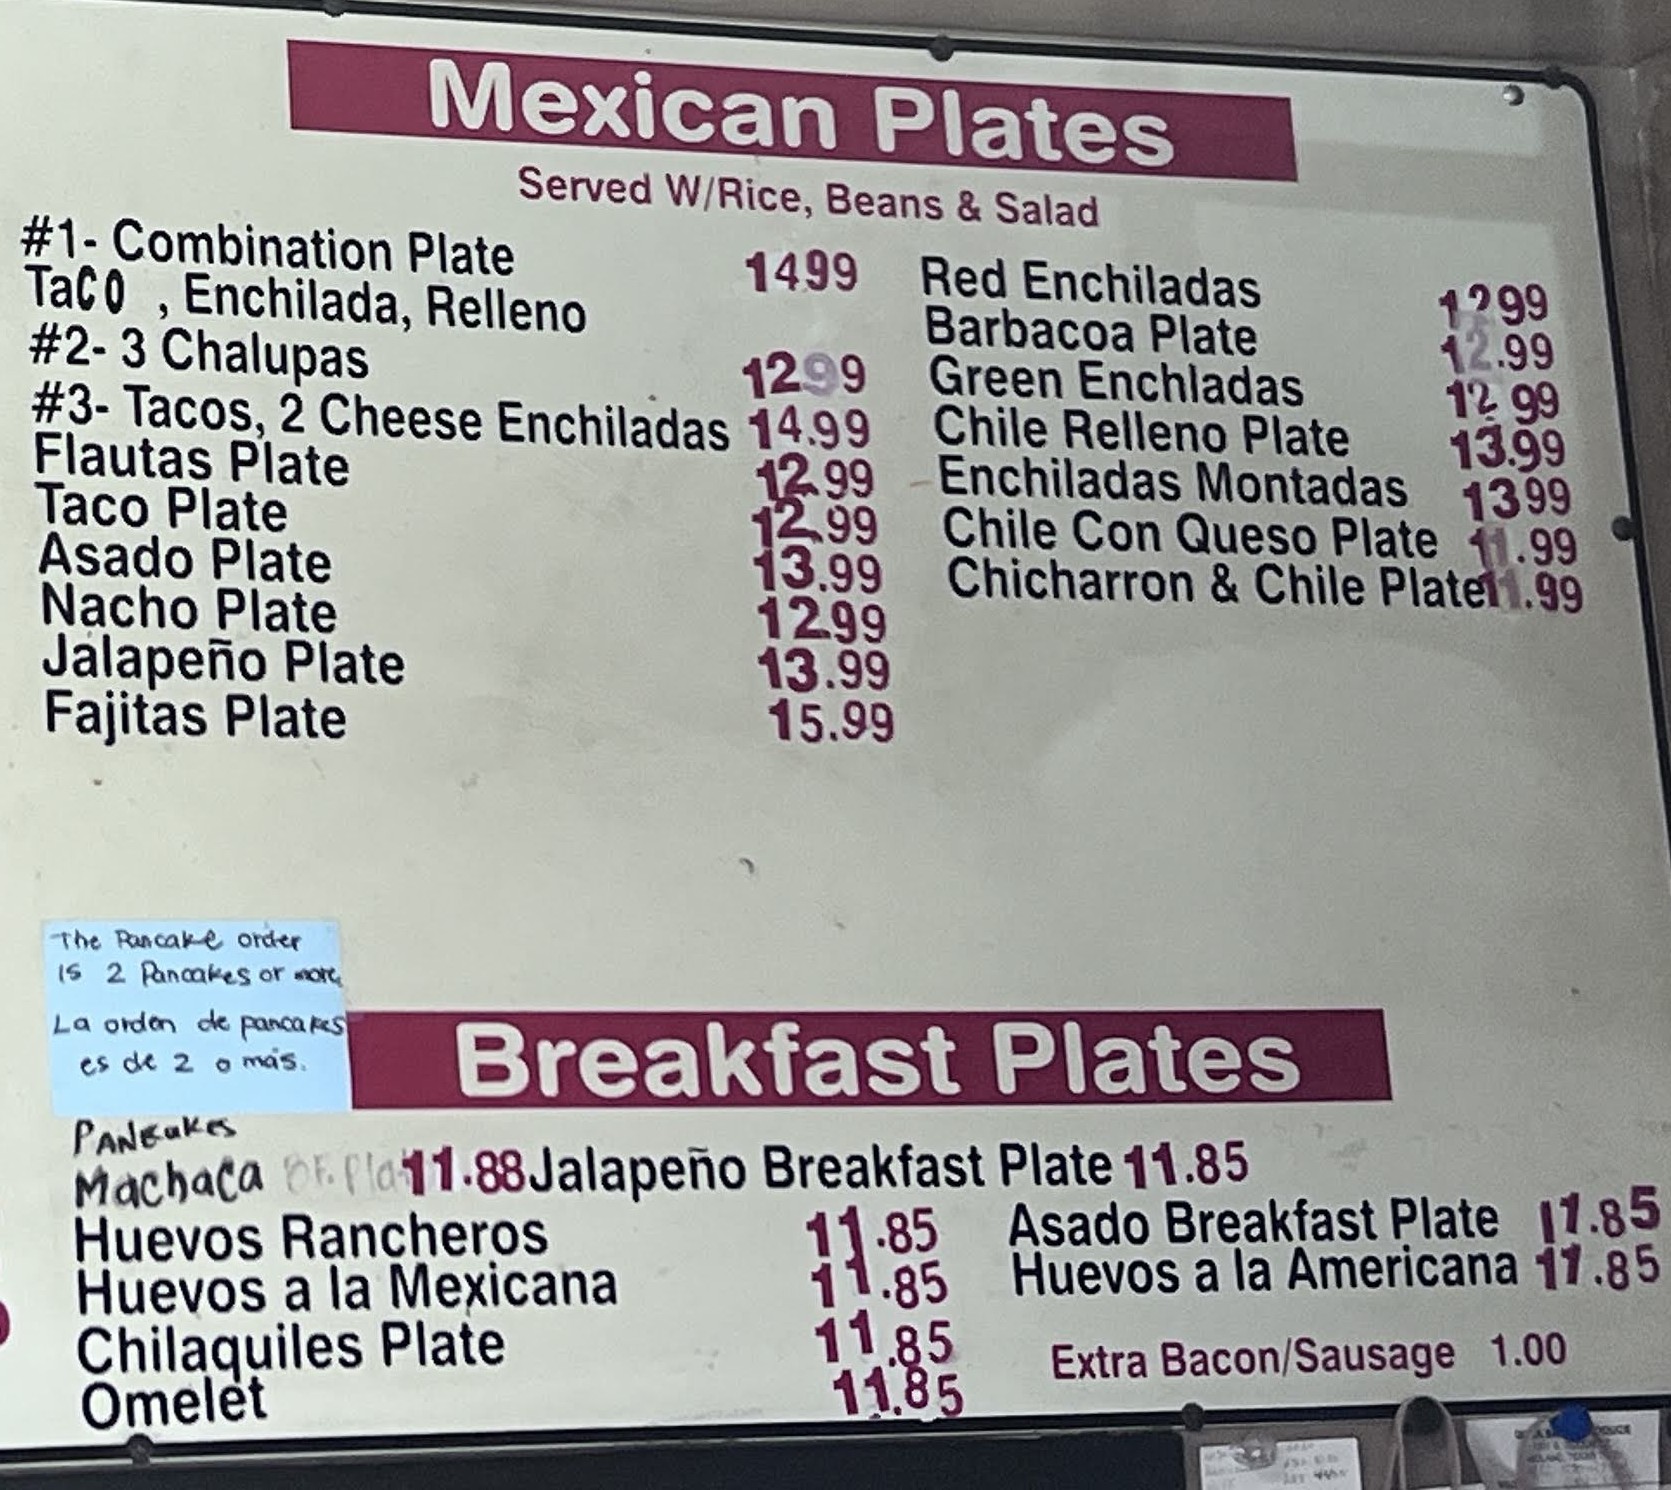 Mexican Plates
Served W/Rice, Beans & Salad
#1- Combination Plate 1499
TaCO , Enchilada, Relleno
#2- 3 Chalupas 1299
#3- Tacos, 2 Cheese Enchiladas 14.99
Flautas Plate 12.99
Taco Plate 12.99
Asado Plate 13.99
Nacho Plate 12.99
Jalapeño Plate 13.99
Fajitas Plate 15.99
Red Enchiladas 1299
Barbacoa Plate 12.99
Green Enchladas 12.99
Chile Relleno Plate 13.99
Enchiladas Montadas 1399
Chile Con Queso Plate 11.99
Chicharron & Chile Plate 11.99
The Pancake order
is 2 Pancakes or more
La orden de pancakes
es de 2 o más.
Breakfast Plates
PANcakes
Machaca BF. Pla 11.88 Jalapeño Breakfast Plate 11.85
Huevos Rancheros 11.85
Huevos a la Mexicana 11.85
Chilaquiles Plate 11.85
Omelet 11.85
Asado Breakfast Plate 11.85
Huevos a la Americana 11.85
Extra Bacon/Sausage 1.00